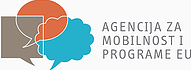 AGENCIJA ZA
MOBILNOST I
PROGRAME EU